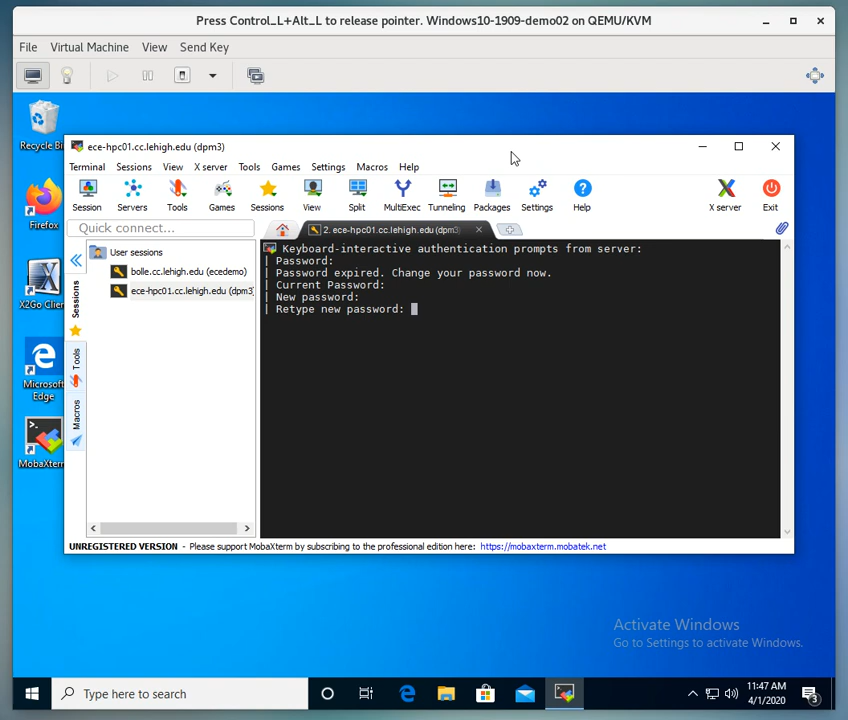 Press Control_L+Alt_L to release pointer. Windows10-1909-demo02 on QEMU/KVM
File Virtual Machine View Send Key
Recycle Bi
ece-hpc01.cc.lehigh.edu (dpm3)
Terminal Sessions View X server Tools Games Settings Macros Help
Session Servers Tools Games Sessions View Split MultiExec Tunneling Packages Settings Help X server Exit
Firefox
Quick connect...
2. ece-hpc01.cc.lehigh.edu (dpm3)
User sessions
bolle.cc.lehigh.edu (ecedemo)
ece-hpc01.cc.lehigh.edu (dpm3)
Sessions
Tools
Macros
Keyboard-interactive authentication prompts from server:
| Password:
| Password expired. Change your password now.
| Current Password:
| New password:
| Retype new password:
X2Go Clien
Microsoft
Edge
MobaXterm
UNREGISTERED VERSION - Please support MobaXterm by subscribing to the professional edition here: https://mobaxterm.mobatek.net
Activate Windows
Go to Settings to activate Windows.
Type here to search
11:47 AM
4/1/2020
3